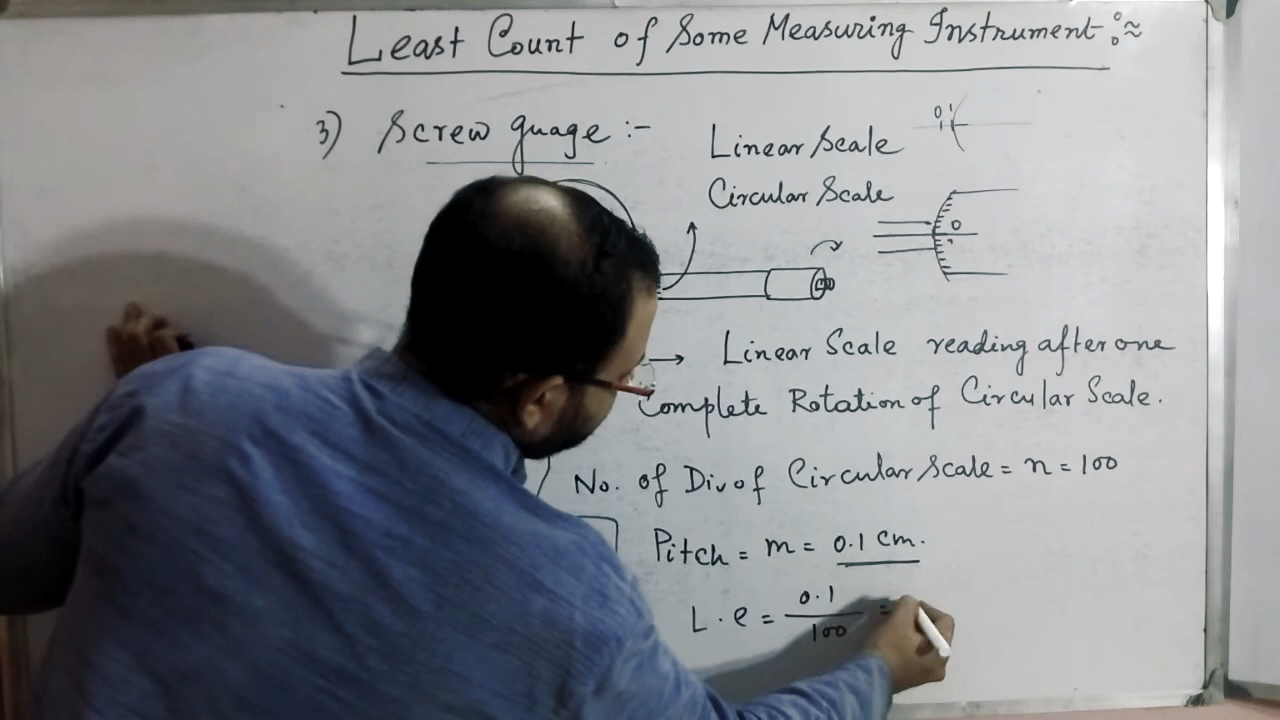 Least Count of Some Measuring Instrument :≈
3) Screw guage :-
Linear Scale
Circular Scale
0 1
0
→ Linear Scale reading after one
Complete Rotation of Circular Scale.
No. of Div of Circular Scale = n = 100
Pitch = m = 0.1 cm.
L.C = 0.1/100 =